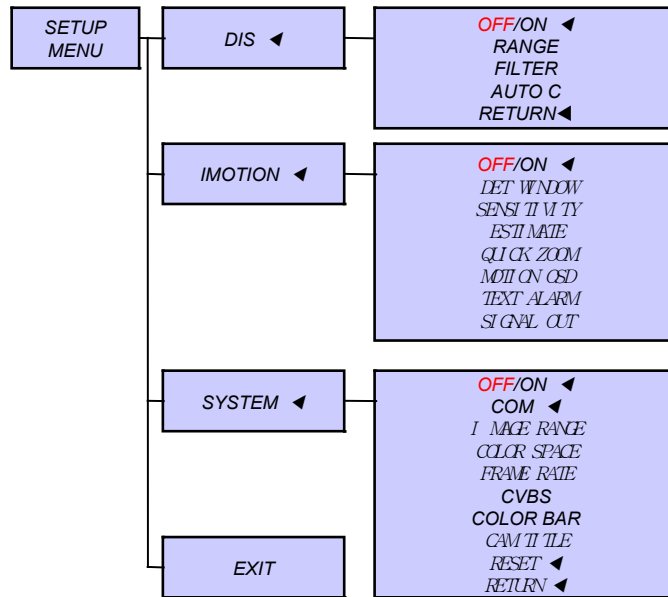 SETUP
MENU
DIS ◄
OFF/ON ◄
RANGE
FILTER
AUTO C
RETURN◄
IMOTION ◄
OFF/ON ◄
DET WINDOW
SENSITIVITY
ESTIMATE
QUICK ZOOM
MOTION OSD
TEXT ALARM
SIGNAL OUT
SYSTEM ◄
OFF/ON ◄
COM ◄
IMAGE RANGE
COLOR SPACE
FRAME RATE
CVBS
COLOR BAR
CAM TITLE
RESET ◄
RETURN ◄
EXIT